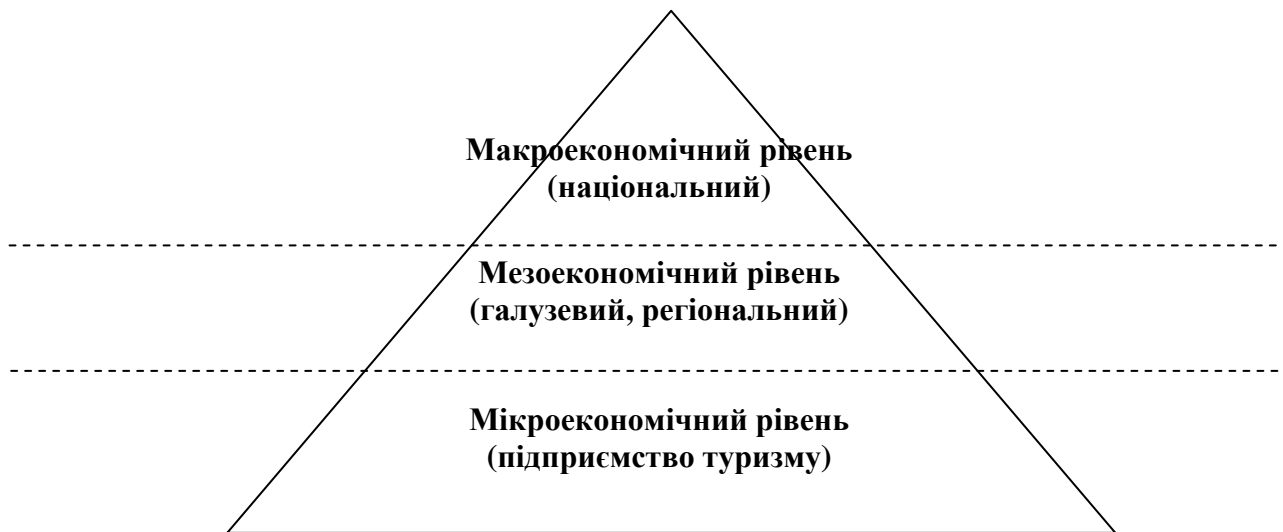 Макроекономічний рівень
(національний)
Мезоекономічний рівень
(галузевий, регіональний)
Мікроекономічний рівень
(підприємство туризму)